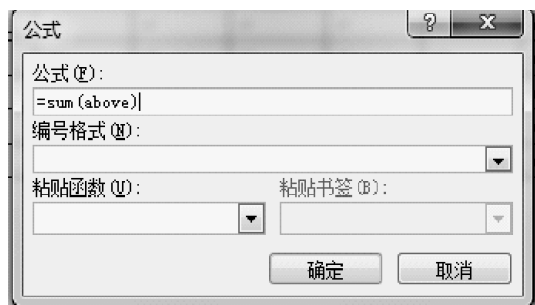 公式
公式(F):
=sum(above)
编号格式(N):
粘贴函数(U): 粘贴书签(B):
确定 取消